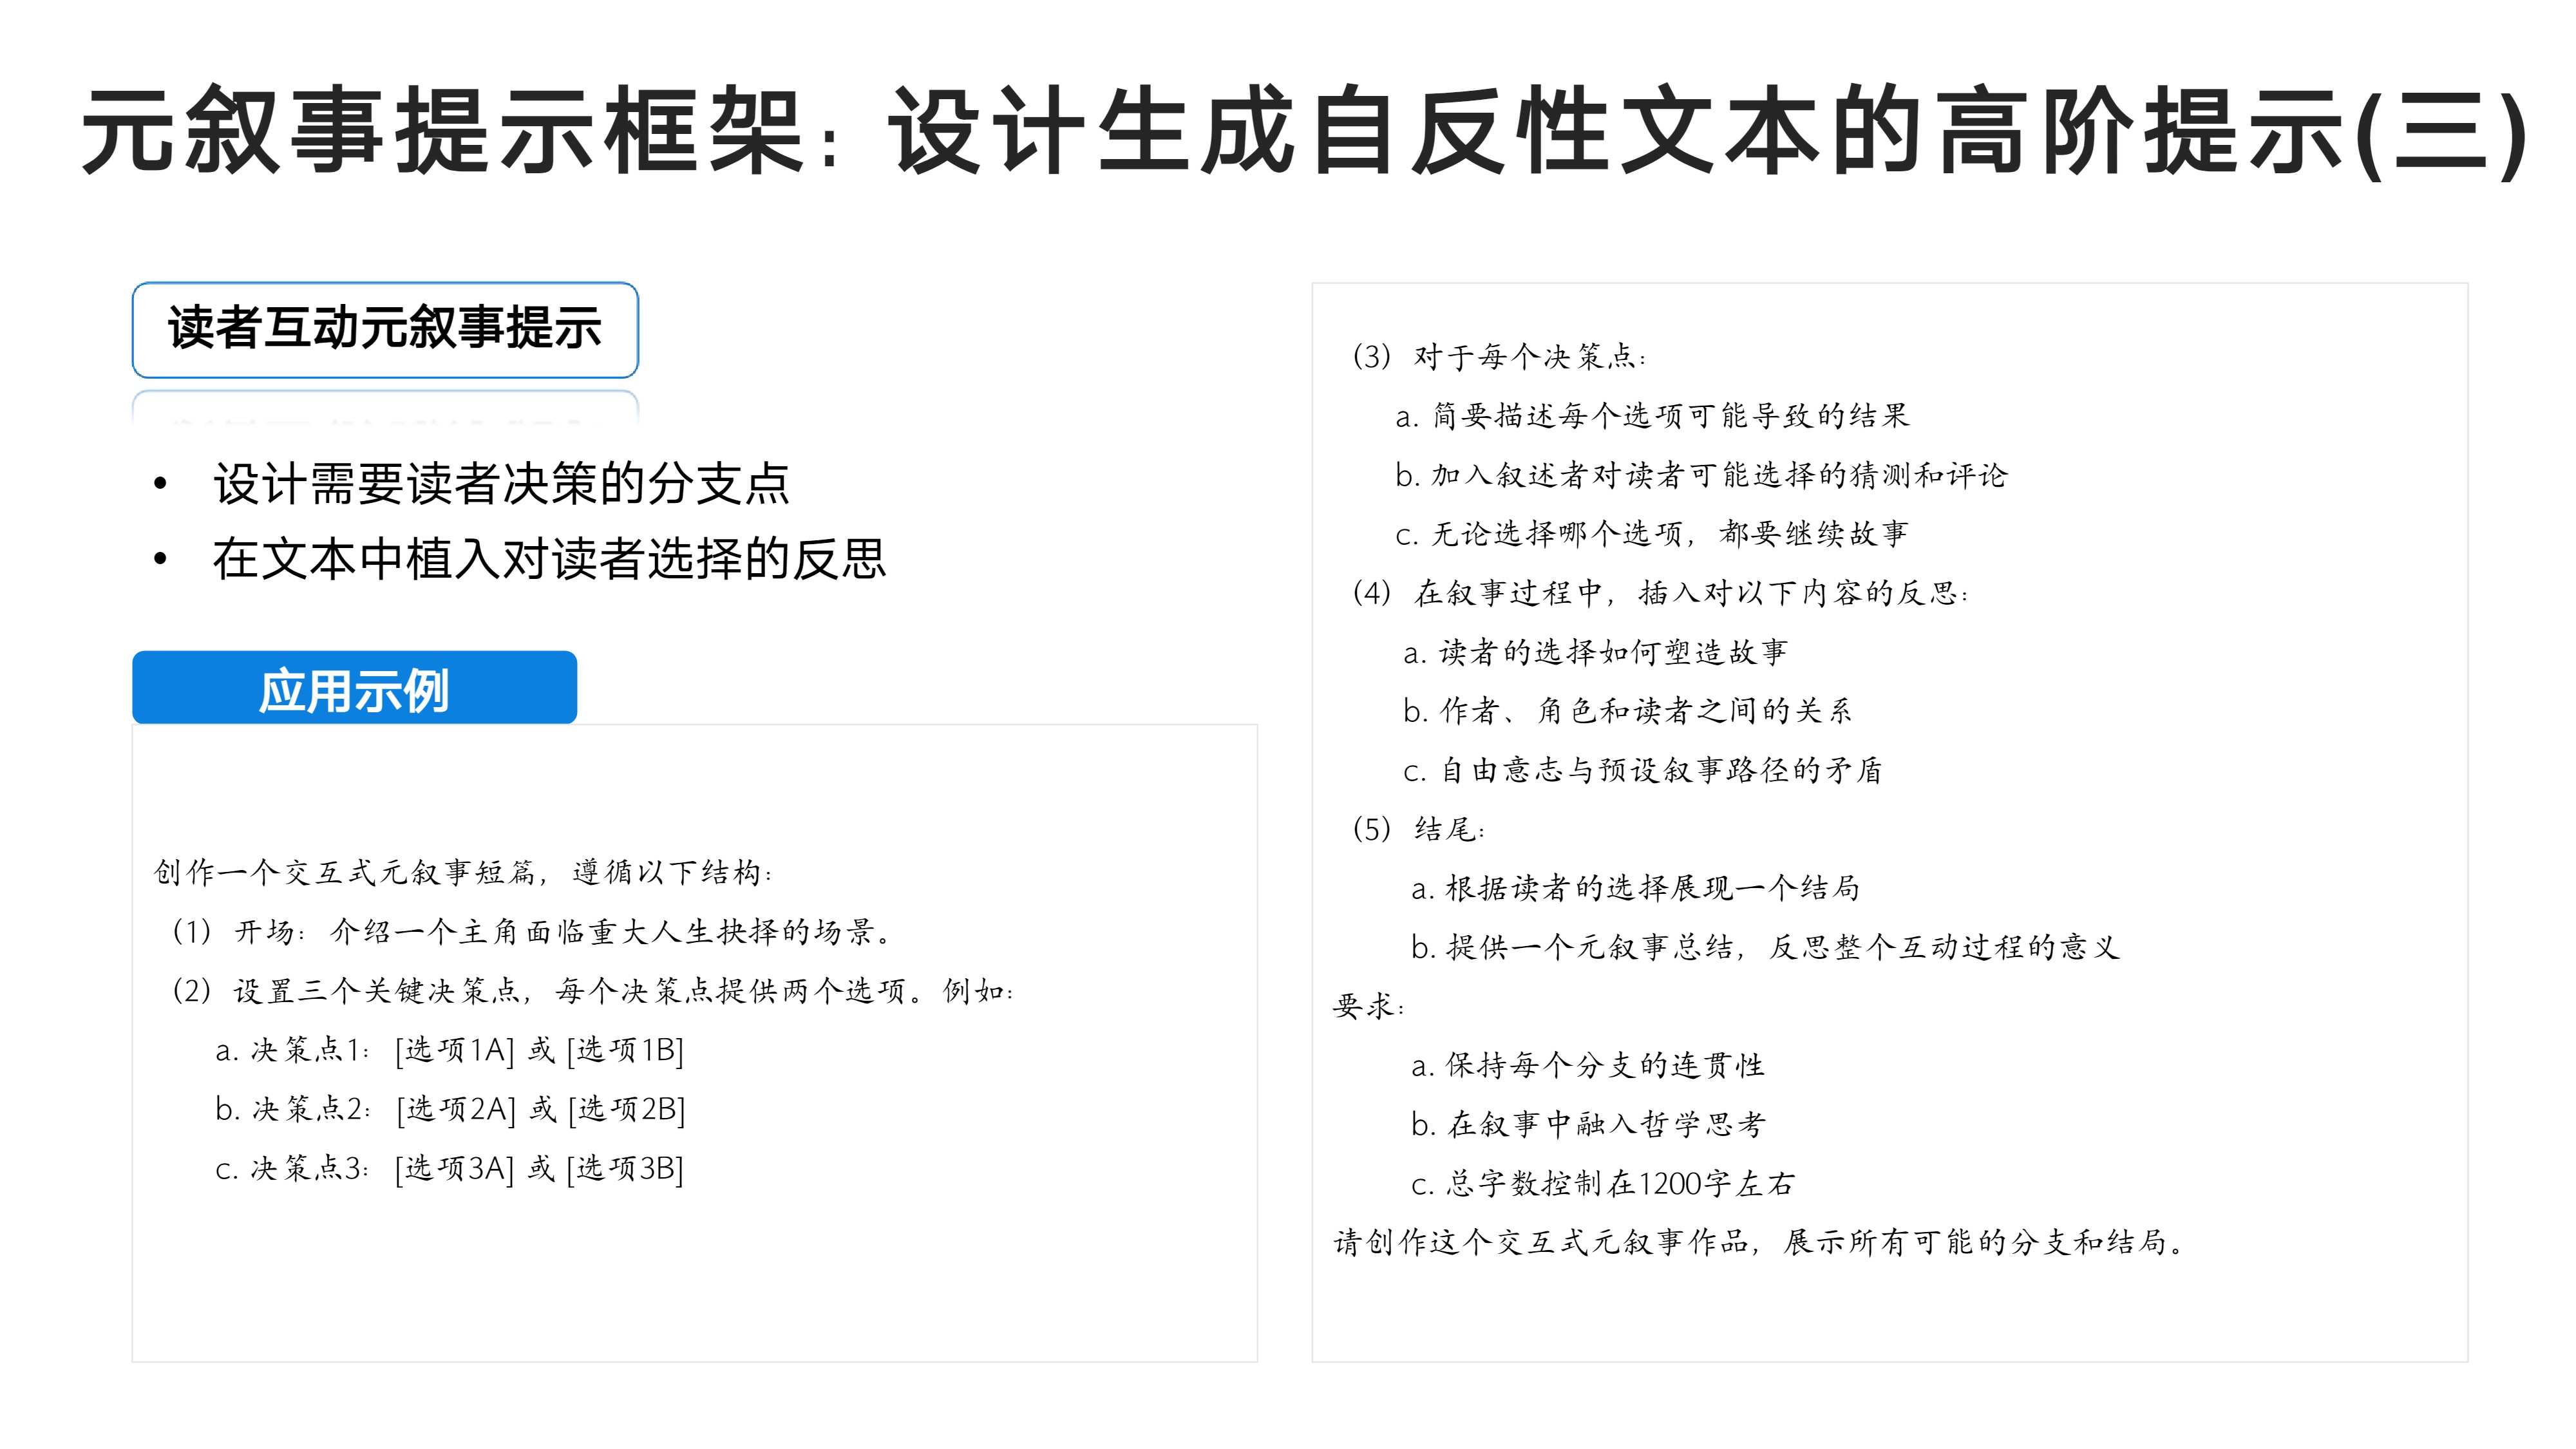 元叙事提示框架：设计生成自反性文本的高阶提示(三)
读者互动元叙事提示
• 设计需要读者决策的分支点
• 在文本中植入对读者选择的反思
应用示例
创作一个交互式元叙事短篇，遵循以下结构：
（1）开场：介绍一个主角面临重大人生抉择的场景。
（2）设置三个关键决策点，每个决策点提供两个选项。例如：
a. 决策点1： [选项1A] 或 [选项1B]
b. 决策点2： [选项2A] 或 [选项2B]
c. 决策点3： [选项3A] 或 [选项3B]
（3）对于每个决策点：
a. 简要描述每个选项可能导致的结果
b. 加入叙述者对读者可能选择的猜测和评论
c. 无论选择哪个选项，都要继续故事
（4）在叙事过程中，插入对以下内容的反思：
a. 读者的选择如何塑造故事
b. 作者、角色和读者之间的关系
c. 自由意志与预设叙事路径的矛盾
（5）结尾：
a. 根据读者的选择展现一个结局
b. 提供一个元叙事总结，反思整个互动过程的意义
要求：
a. 保持每个分支的连贯性
b. 在叙事中融入哲学思考
c. 总字数控制在1200字左右
请创作这个交互式元叙事作品，展示所有可能的分支和结局。